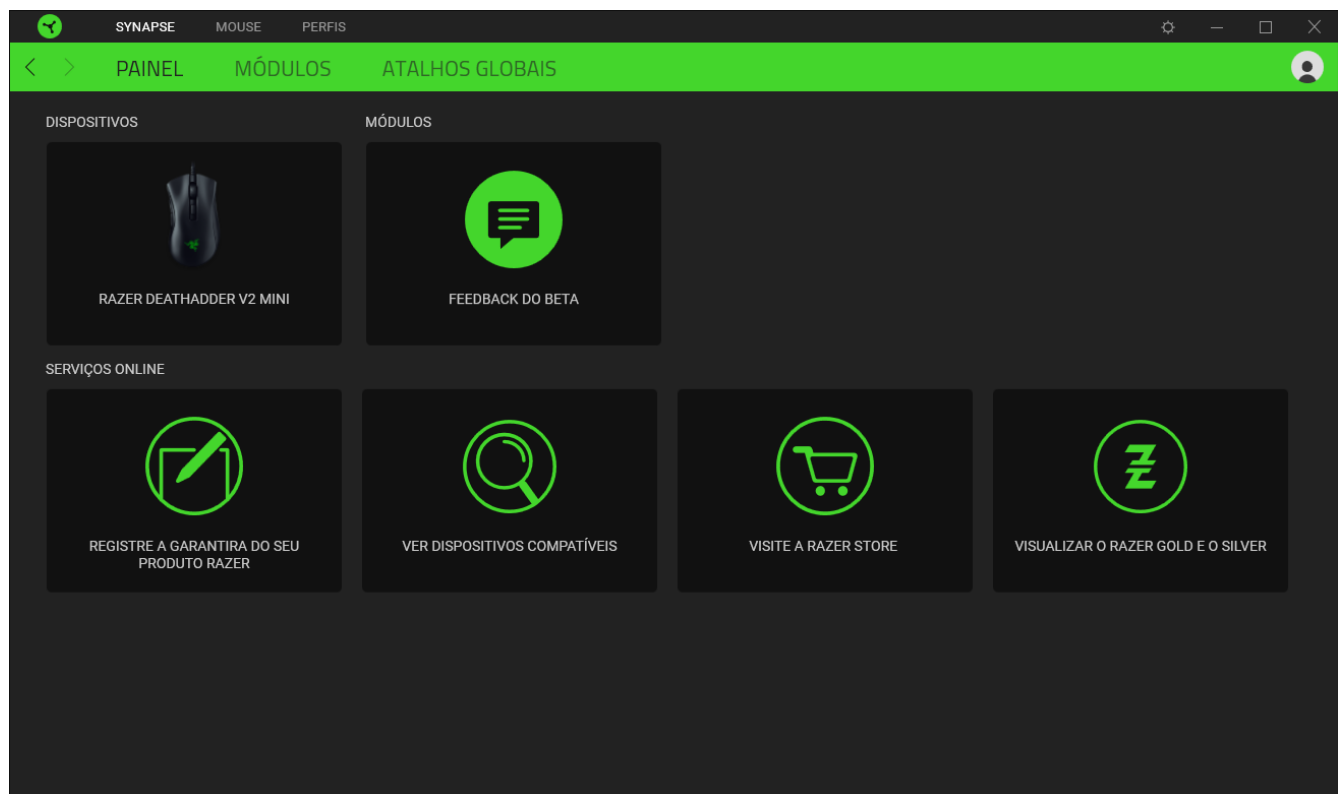 SYNAPSE MOUSE PERFIS
PAINEL MÓDULOS ATALHOS GLOBAIS
DISPOSITIVOS MÓDULOS
RAZER DEATHADDER V2 MINI FEEDBACK DO BETA
SERVIÇOS ONLINE
REGISTRE A GARANTIRA DO SEU
PRODUTO RAZER
VER DISPOSITIVOS COMPATÍVEIS
VISITE A RAZER STORE
VISUALIZAR O RAZER GOLD E O SILVER